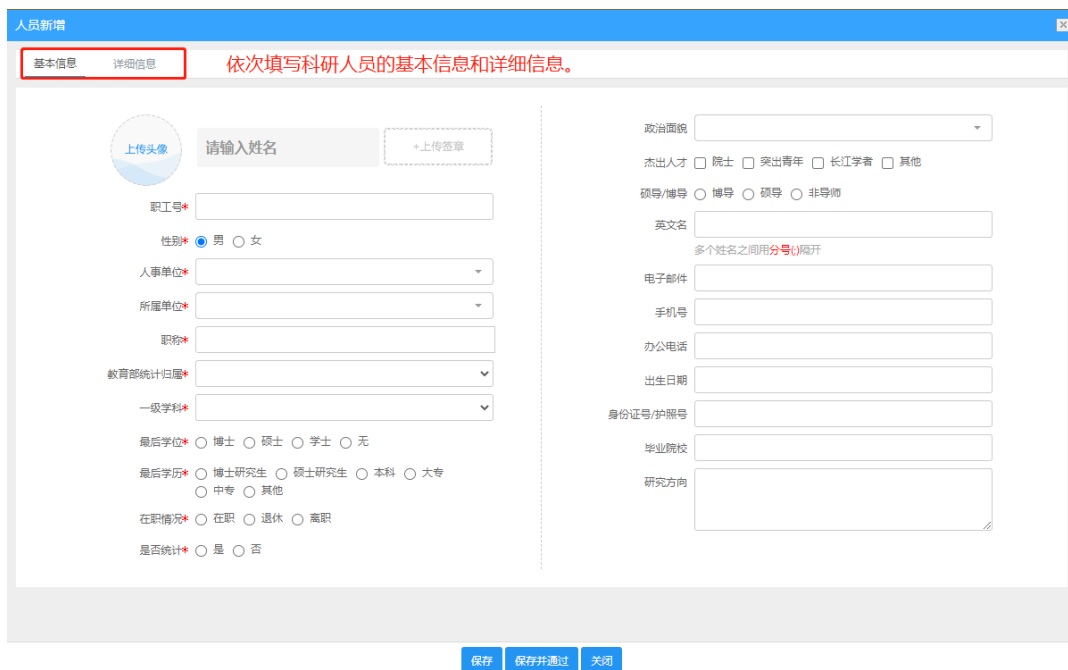 人员新增
基本信息 详细信息 依次填写科研人员的基本信息和详细信息。
上传头像 请输入姓名 +上传签章
职工号*
性别* 男 女
人事单位*
所属单位*
职称*
教育部统计归属*
一级学科*
最后学位* 博士 硕士 学士 无
最后学历* 博士研究生 硕士研究生 本科 大专
中专 其他
在职情况* 在职 退休 离职
是否统计* 是 否
政治面貌
杰出人才 院士 突出青年 长江学者 其他
硕导/博导 博导 硕导 非导师
英文名
多个姓名之间用分号(;)隔开
电子邮件
手机号
办公电话
出生日期
身份证号/护照号
毕业院校
研究方向
保存 保存并通过 关闭